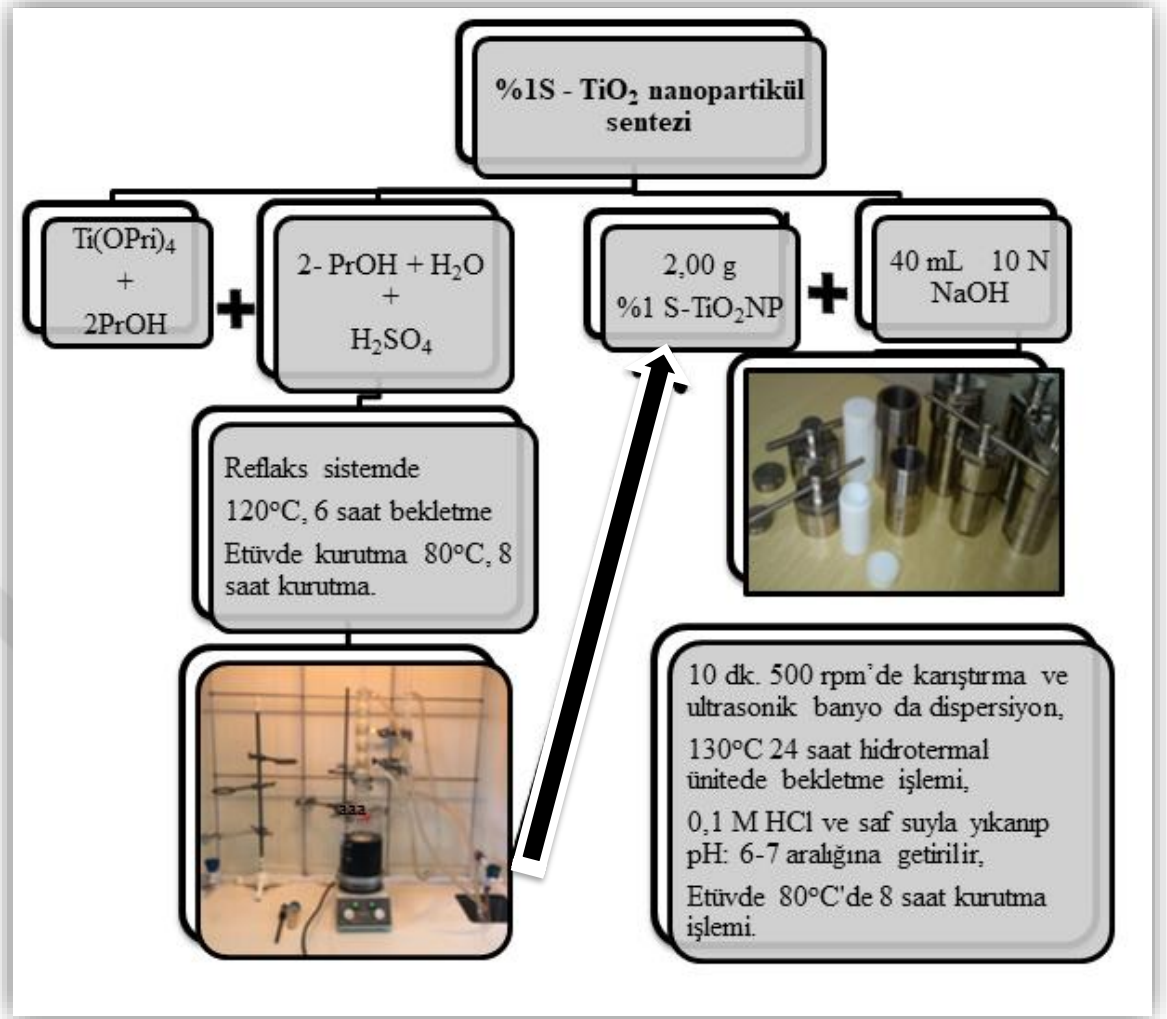 %1S - TiO₂ nanopartikül
sentezi
Ti(OPri)₄
+
2PrOH
+
2- PrOH + H₂O
+
H₂SO₄
2,00 g
%1 S-TiO₂NP
+
40 mL 10 N
NaOH
Reflaks sistemde
120°C, 6 saat bekletme
Etüvde kurutma 80°C, 8
saat kurutma.
aaa
10 dk. 500 rpm'de karıştırma ve
ultrasonik banyo da dispersiyon,
130°C 24 saat hidrotermal
ünitede bekletme işlemi,
0,1 M HCl ve saf suyla yıkanıp
pH: 6-7 aralığına getirilir,
Etüvde 80°C'de 8 saat kurutma
işlemi.